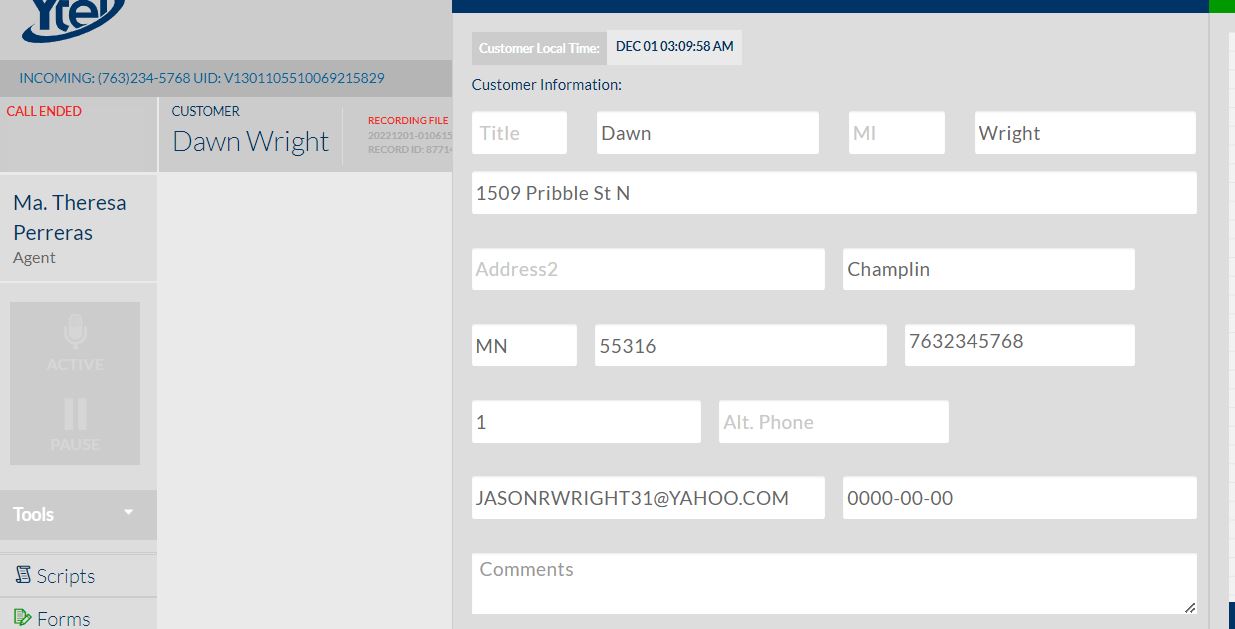 Ytel
INCOMING: (763)234-5768 UID: V1301105510069215829
CALL ENDED
CUSTOMER
Dawn Wright
RECORDING FILE
20221201-010615
RECORD ID: 8771
Ma. Theresa
Perreras
Agent
ACTIVE
PAUSE
Tools
Scripts
Forms
Customer Local Time: DEC 01 03:09:58 AM
Customer Information:
Title Dawn MI Wright
1509 Pribble St N
Address2 Champlin
MN 55316 7632345768
1 Alt. Phone
JASONRWRIGHT31@YAHOO.COM 0000-00-00
Comments